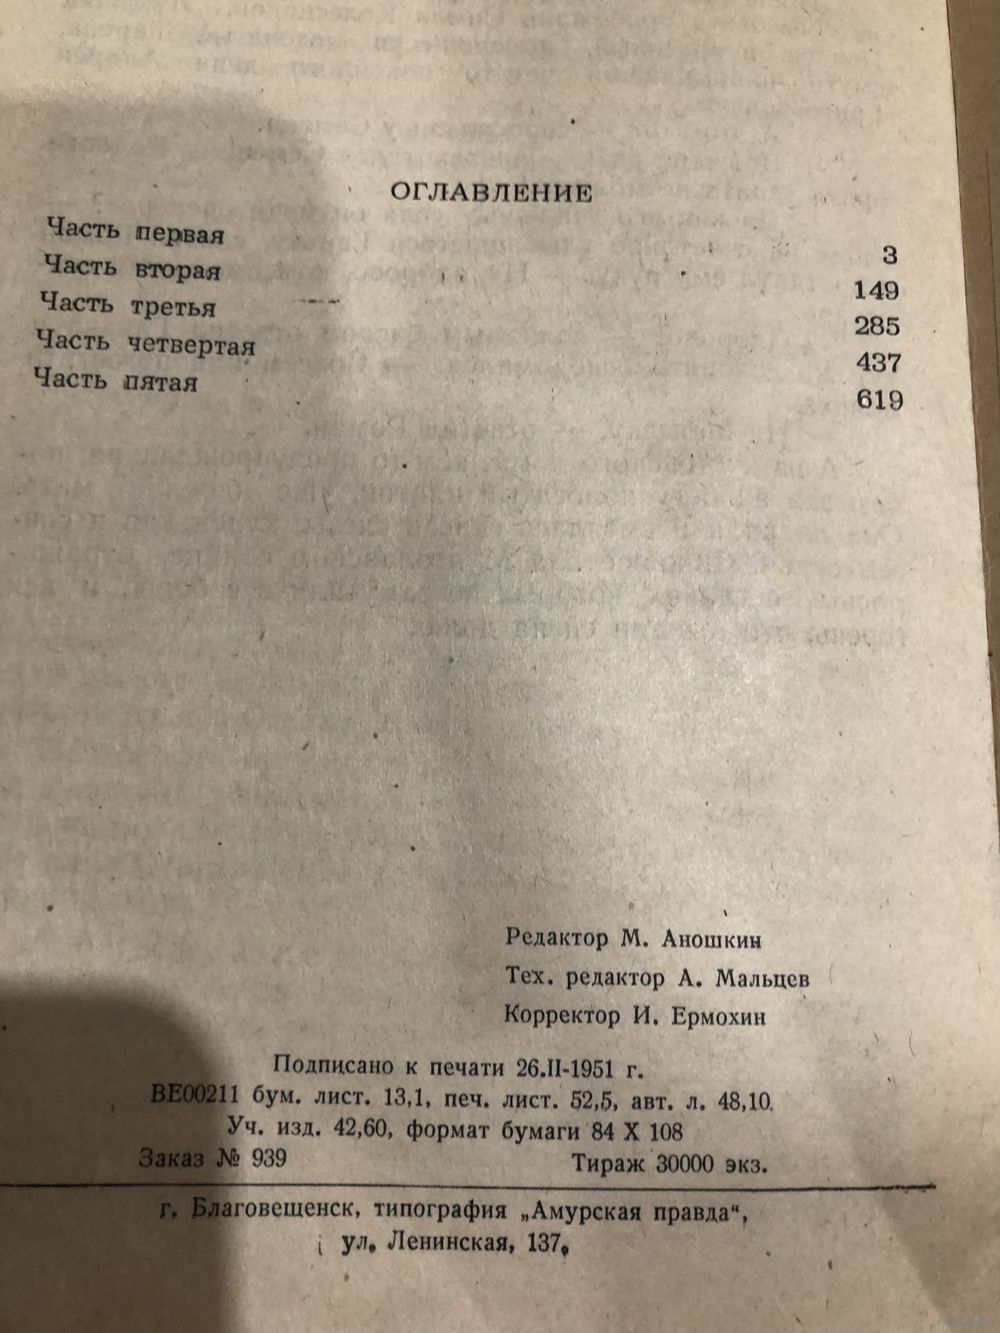 ОГЛАВЛЕНИЕ
Часть первая 3
Часть вторая 149
Часть третья 285
Часть четвертая 437
Часть пятая 619
Редактор М. Аношкин
Тех. редактор А. Мальцев
Корректор И. Ермохин
Подписано к печати 26.II-1951 г.
ВЕ00211 бум. лист. 13,1, печ. лист. 52,5, авт. л. 48,10.
Уч. изд. 42,60, формат бумаги 84 X 108
Заказ № 939 Тираж 30000 экз.
г. Благовещенск, типография „Амурская правда“,
ул. Ленинская, 137.